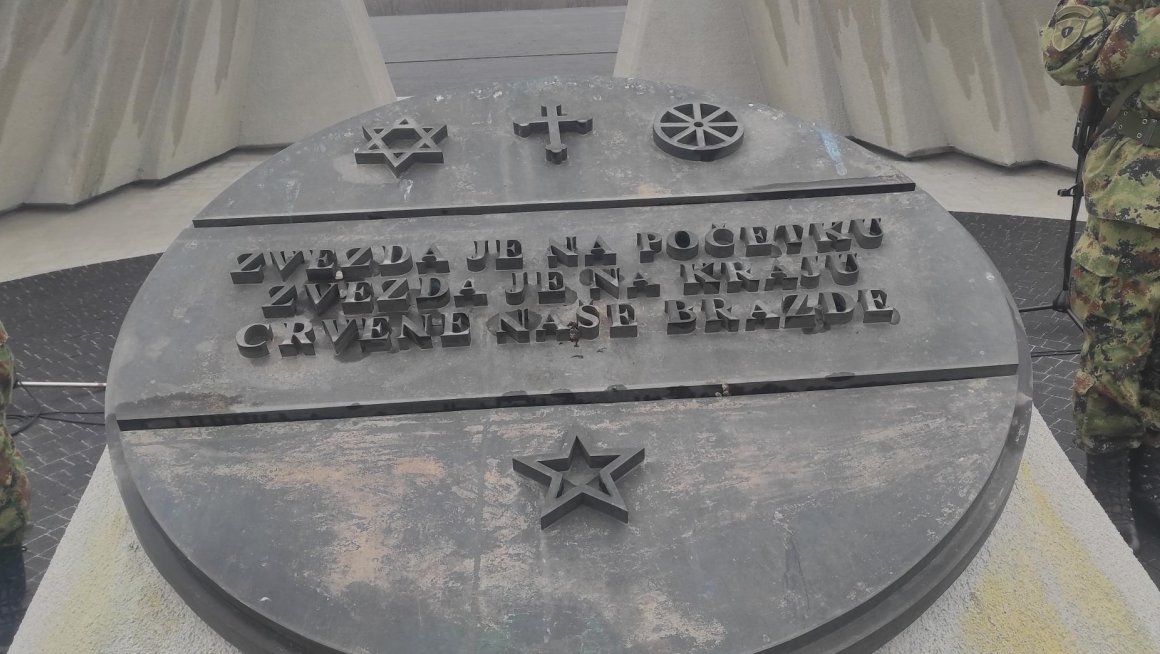 ZVEZDA JE NA POČETKU
ZVEZDA JE NA KRAJU
CRVENE NAŠE BRAZDE